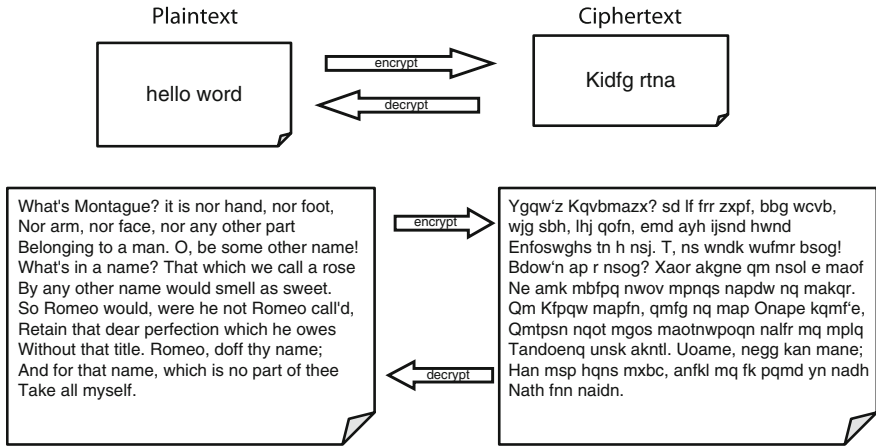 Plaintext
Ciphertext
hello word
encrypt
decrypt
Kidfg rtna
What's Montague? it is nor hand, nor foot,
Nor arm, nor face, nor any other part
Belonging to a man. O, be some other name!
What's in a name? That which we call a rose
By any other name would smell as sweet.
So Romeo would, were he not Romeo call'd,
Retain that dear perfection which he owes
Without that title. Romeo, doff thy name;
And for that name, which is no part of thee
Take all myself.
encrypt
decrypt
Ygqw‘z Kqvbmazx? sd lf frr zxpf, bbg wcvb,
wjg sbh, lhj qofn, emd ayh ijsnd hwnd
Enfoswghs tn h nsj. T, ns wndk wufmr bsog!
Bdow‘n ap r nsog? Xaor akgne qm nsol e maof
Ne amk mbfpq nwov mpnqs napdw nq makqr.
Qm Kfpqw mapfn, qmfg nq map Onape kqmf‘e,
Qmtpsn nqot mgos maotnwpoqn nalfr mq mplq
Tandoenq unsk akntl. Uoame, negg kan mane;
Han msp hqns mxbc, anfkl mq fk pqmd yn nadh
Nath fnn naidn.